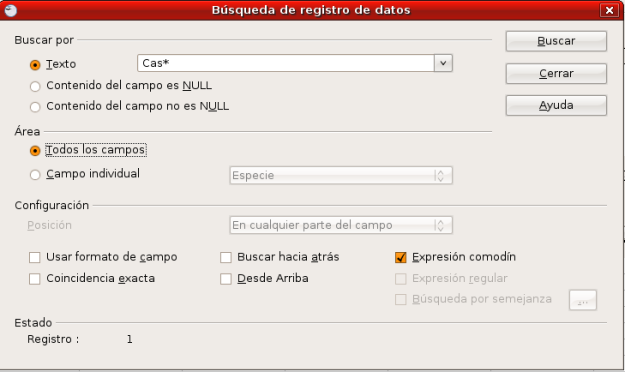 Búsqueda de registro de datos
Buscar por
Texto Cas*
Contenido del campo es NULL
Contenido del campo no es NULL
Buscar
Cerrar
Ayuda
Área
Todos los campos
Campo individual Especie
Configuración
Posición En cualquier parte del campo
Usar formato de campo Buscar hacia atrás Expresión comodín
Coincidencia exacta Desde Arriba Expresión regular
Búsqueda por semejanza ...
Estado
Registro : 1